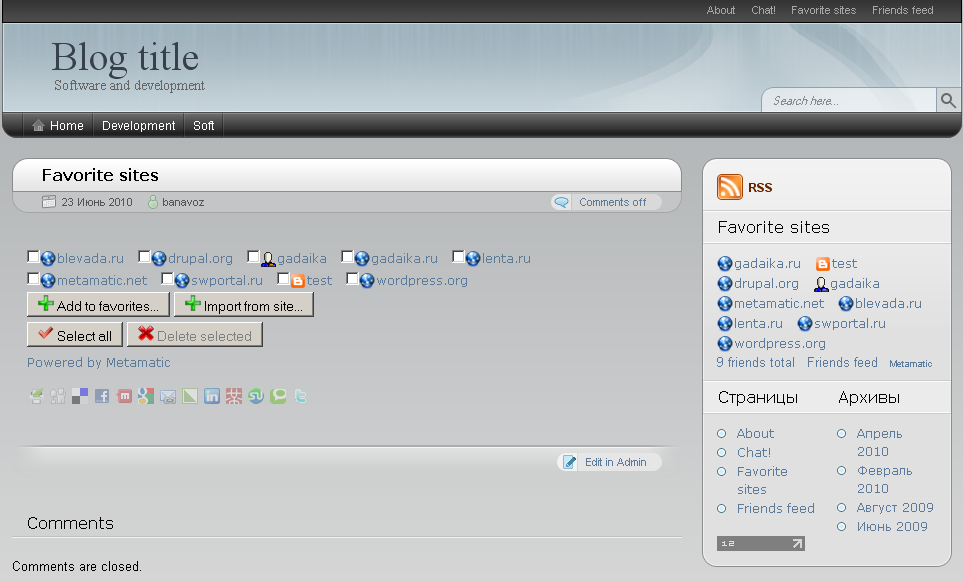 About Chat! Favorite sites Friends feed
Blog title
Software and development
Search here...
Home Development Soft
Favorite sites
23 Июнь 2010 banavoz Comments off
blevada.ru drupal.org gadaika gadaika.ru lenta.ru
metamatic.net swportal.ru test wordpress.org
Add to favorites... Import from site...
Select all Delete selected
Powered by Metamatic
Edit in Admin
Comments
Comments are closed.
RSS
Favorite sites
gadaika.ru test
drupal.org gadaika
metamatic.net blevada.ru
lenta.ru swportal.ru
wordpress.org
9 friends total Friends feed Metamatic
Страницы
About
Chat!
Favorite
sites
Friends feed
Архивы
Апрель
2010
Февраль
2010
Август 2009
Июнь 2009
12